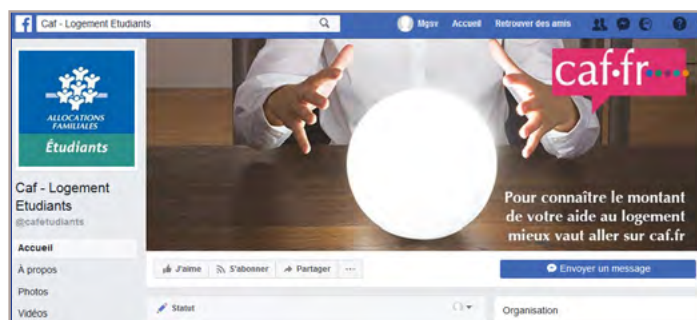 Caf - Logement Etudiants
Mgsv Accueil Retrouver des amis
ALLOCATIONS
FAMILIALES
Étudiants
caf.fr
Caf - Logement
Etudiants
@cafetudiants
Pour connaître le montant
de votre aide au logement
mieux vaut aller sur caf.fr
Accueil
À propos
Photos
Vidéos
J'aime S'abonner Partager ...
Envoyer un message
Statut
Organisation